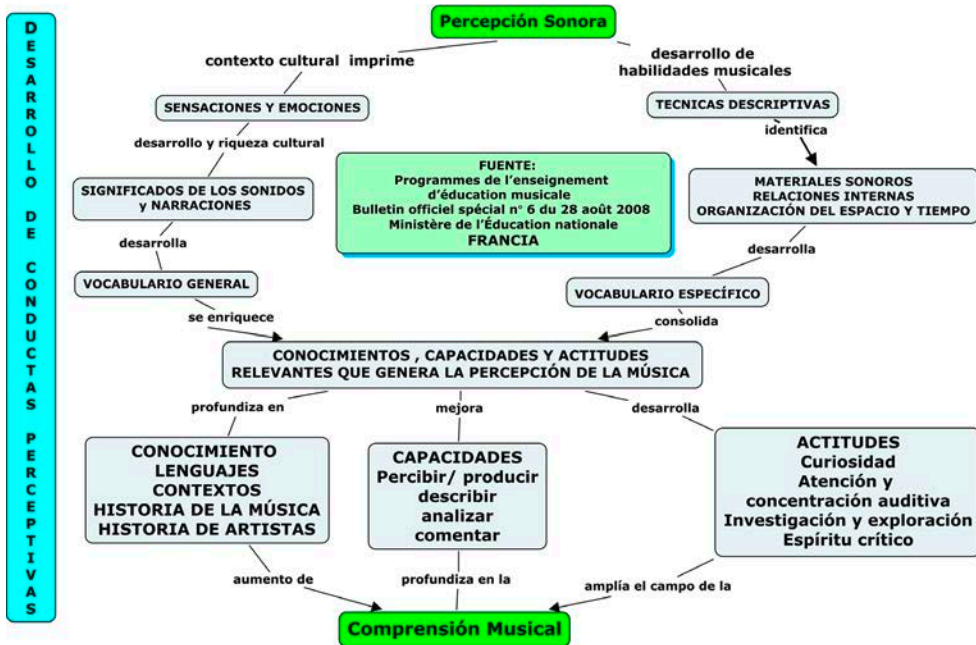 DESARROLLO DE CONDUCTAS PERCEPTIVAS
Percepción Sonora
contexto cultural imprime
desarrollo de
habilidades musicales
SENSACIONES Y EMOCIONES
TECNICAS DESCRIPTIVAS
desarrollo y riqueza cultural
identifica
FUENTE:
Programmes de l'enseignement
d'éducation musicale
Bulletin officiel spécial n° 6 du 28 août 2008
Ministère de l'Éducation nationale
FRANCIA
SIGNIFICADOS DE LOS SONIDOS
y NARRACIONES
MATERIALES SONOROS
RELACIONES INTERNAS
ORGANIZACIÓN DEL ESPACIO Y TIEMPO
desarrolla
desarrolla
VOCABULARIO GENERAL
VOCABULARIO ESPECÍFICO
se enriquece
consolida
CONOCIMIENTOS , CAPACIDADES Y ACTITUDES
RELEVANTES QUE GENERA LA PERCEPCIÓN DE LA MÚSICA
profundiza en
mejora
desarrolla
CONOCIMIENTO
LENGUAJES
CONTEXTOS
HISTORIA DE LA MÚSICA
HISTORIA DE ARTISTAS
CAPACIDADES
Percibir/ producir
describir
analizar
comentar
ACTITUDES
Curiosidad
Atención y
concentración auditiva
Investigación y exploración
Espíritu crítico
aumento de
profundiza en la
amplía el campo de la
Comprensión Musical